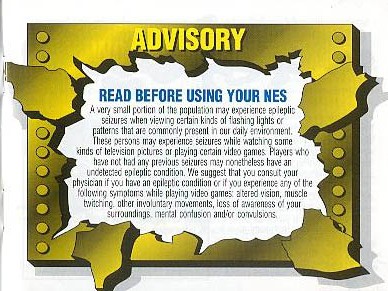 ADVISORY
READ BEFORE USING YOUR NES
A very small portion of the population may experience epileptic
seizures when viewing certain kinds of flashing lights or
patterns that are commonly present in our daily environment.
These persons may experience seizures while watching some
kinds of television pictures or playing certain video games. Players who
have not had any previous seizures may nonetheless have an
undetected epileptic condition. We suggest that you consult your
physician if you have an epileptic condition or if you experience any of the
following symptoms while playing video games: altered vision, muscle
twitching, other involuntary movements, loss of awareness of your
surroundings, mental confusion and/or convulsions.